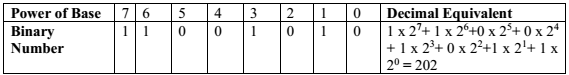 Power of Base 7 6 5 4 3 2 1 0 Decimal Equivalent
Binary Number 1 1 0 0 1 0 1 0 1 x 2⁷+ 1 x 2⁶+0 x 2⁵+ 0 x 2⁴
+ 1 x 2³+ 0 x 2²+1 x 2¹+ 1 x
2⁰ = 202